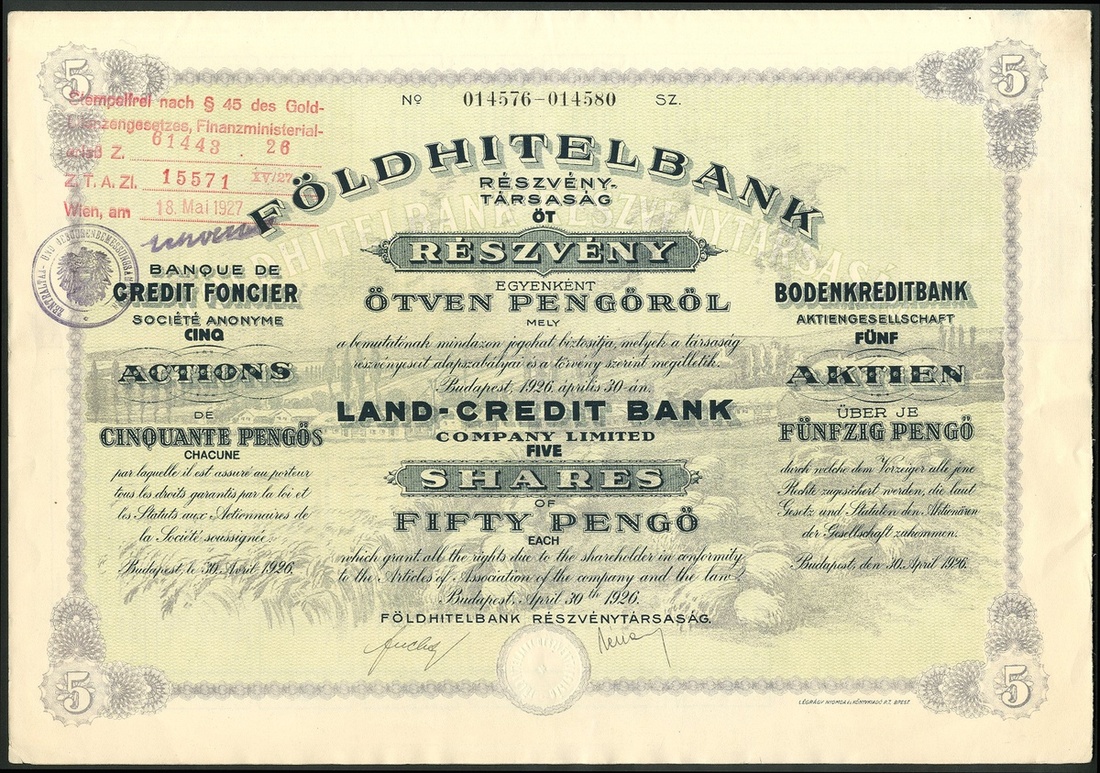 5
5
Nº 014576-014580 SZ.
Stempelfrei nach § 45 des Gold-
bilanzengesetzes, Finanzministerial-
erlaß Z. 61443 . 26
Z. T. A. Zl. 15571 XV/27
Wien, am 18. Mai 1927
FÖLDHITELBANK
RÉSZVÉNY-
TÁRSASÁG
ÖT
RÉSZVÉNY
EGYENKÉNT
ÖTVEN PENGŐRŐL
MELY
a bemutatónak mindazon jogokat biztosítja, melyek a társaság
részvényeseit alapszabályai és a törvény szerint megilletik.
Budapest, 1926. április 30-án.
BANQUE DE
CREDIT FONCIER
SOCIÉTÉ ANONYME
CINQ
ACTIONS
DE
CINQUANTE PENGŐS
CHACUNE
par laquelle il est assuré au porteur
tous les droits garantis par la loi et
les Statuts aux Actionnaires de
la Société soussignée.
Budapest, le 30. Avril 1926.
LAND-CREDIT BANK
COMPANY LIMITED
FIVE
SHARES
OF
FIFTY PENGŐ
EACH
which grant all the rights due to the shareholder in conformity
to the Articles of Association of the company and the law.
Budapest, April 30th 1926.
BODENKREDITBANK
AKTIENGESELLSCHAFT
FÜNF
AKTIEN
ÜBER JE
FÜNFZIG PENGŐ
durch welche dem Vorzeiger alle jene
Rechte zugesichert werden, die laut
Gesetz und Statuten den Aktionären
der Gesellschaft zukommen.
Budapest, den 30. April 1926.
FÖLDHITELBANK RÉSZVÉNYTÁRSASÁG.
5
5
LÉGRÁDY NYOMDA és KÖNYVKIADÓ R.T. BPEST.